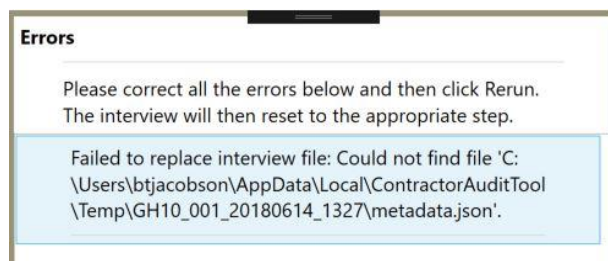 Errors
Please correct all the errors below and then click Rerun.
The interview will then reset to the appropriate step.
Failed to replace interview file: Could not find file 'C:
\Users\btjacobson\AppData\Local\ContractorAuditTool
\Temp\GH10_001_20180614_1327\metadata.json'.